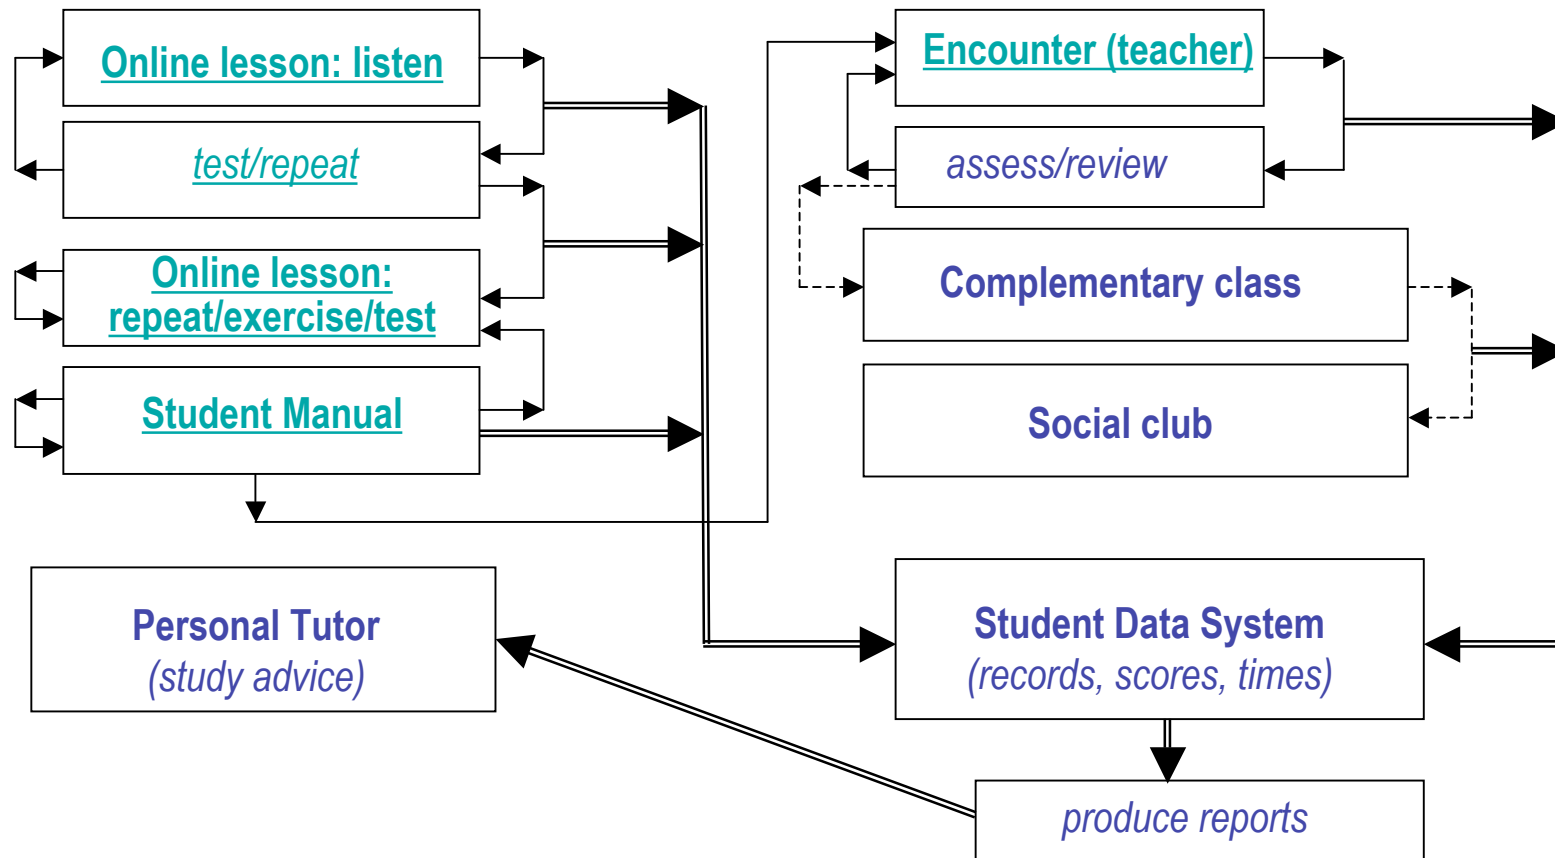 Online lesson: listen
test/repeat
Online lesson:
repeat/exercise/test
Student Manual
Encounter (teacher)
assess/review
Complementary class
Social club
Personal Tutor
(study advice)
Student Data System
(records, scores, times)
produce reports